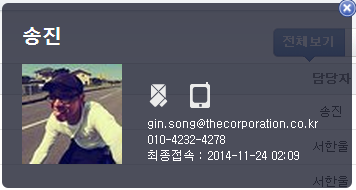 송진
전체보기
담당자
송진
gin.song@thecorporation.co.kr
010-4232-4278
서한울
최종접속 : 2014-11-24 02:09
서한울